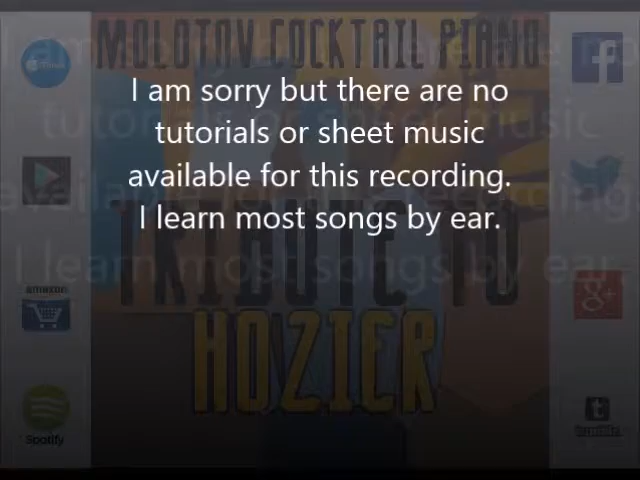 MOLOTOV COCKTAIL PIANO
I am sorry but there are no
tutorials or sheet music
available for this recording.
I learn most songs by ear.
TRIBUTE TO
HOZIER
amazon
Spotify